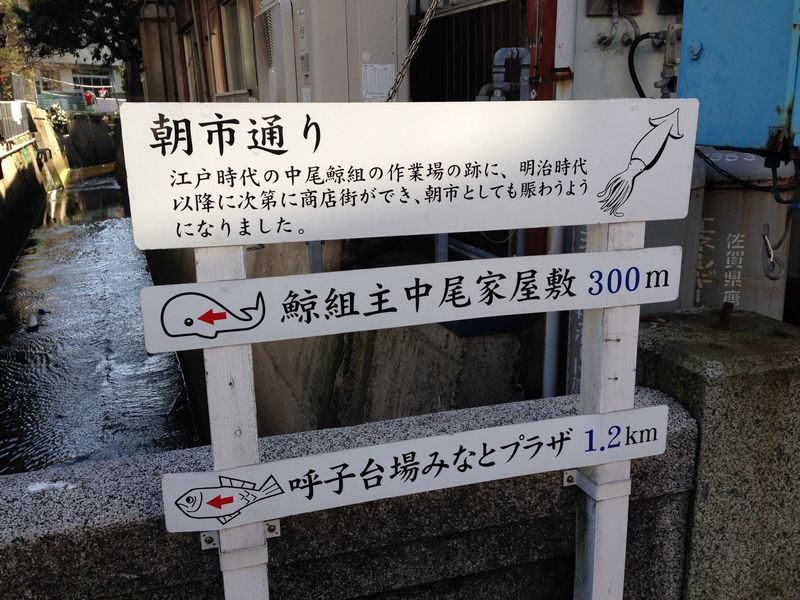 朝市通り
江戸時代の中尾鯨組の作業場の跡に、明治時代
以降に次第に商店街ができ、朝市としても賑わうよう
になりました。
鯨組主中尾家屋敷 300m
呼子台場みなとプラザ 1.2km
佐賀県